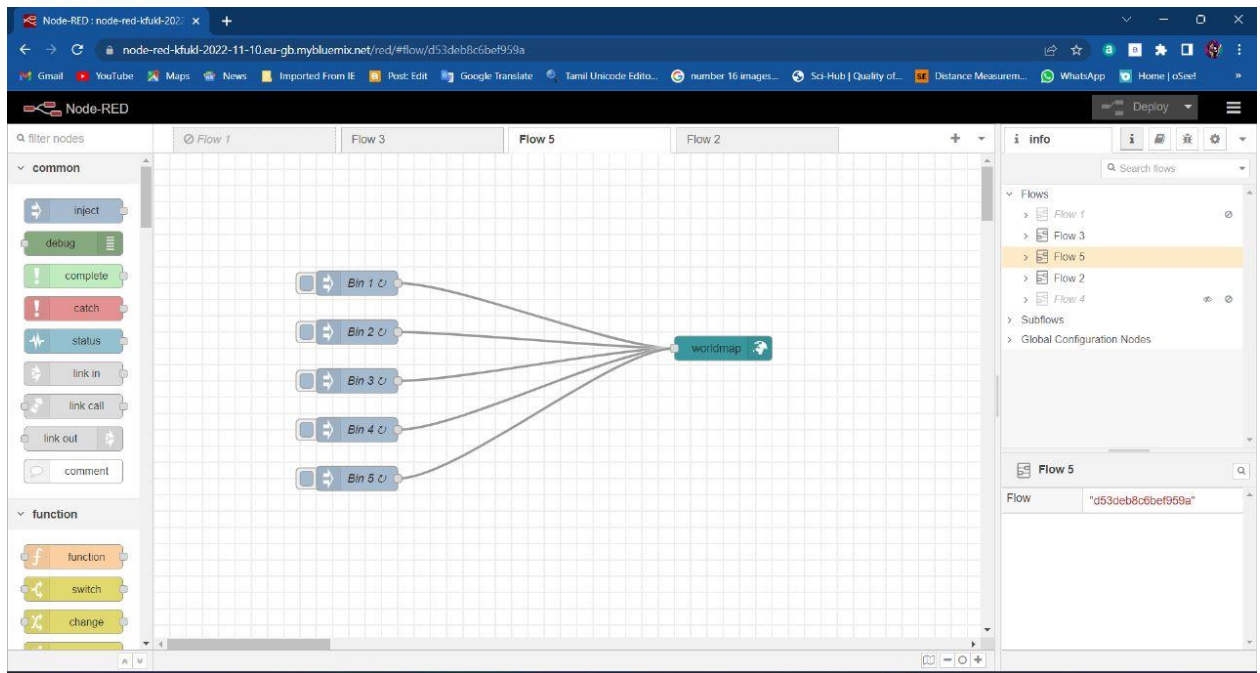 Node-RED : node-red-kfukl-202
node-red-kfukl-2022-11-10.eu-gb.mybluemix.net/red/#flow/d53deb8c6bef959a
Gmail YouTube Maps News Imported From IE Post: Edit Google Translate Tamil Unicode Edito... number 16 images... Sci-Hub | Quality of... Distance Measurem... WhatsApp Home | oSee!
Node-RED Deploy
filter nodes Flow 1 Flow 3 Flow 5 Flow 2 info
common
Search flows
inject
debug
complete
catch
status
link in
link call
link out
comment
function
function
switch
change
Bin 1
Bin 2
Bin 3
Bin 4
Bin 5
worldmap
Flows
Flow 1
Flow 3
Flow 5
Flow 2
Flow 4
Subflows
Global Configuration Nodes
Flow 5
Flow "d53deb8c6bef959a"